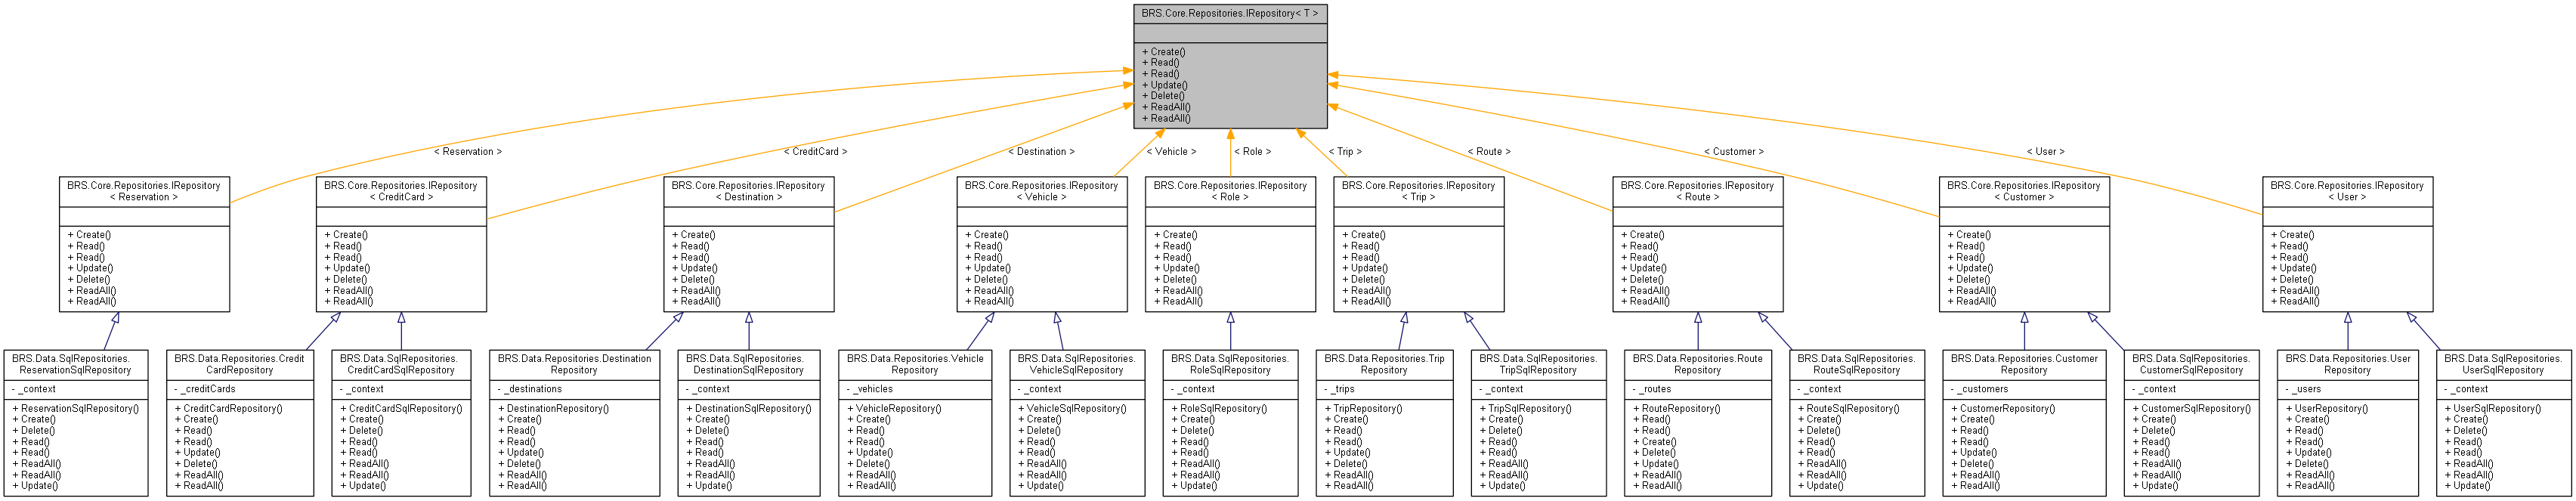 BRS.Core.Repositories.IRepository< T >
+ Create()
+ Read()
+ Read()
+ Update()
+ Delete()
+ ReadAll()
+ ReadAll()
< Reservation >
< CreditCard >
< Destination >
< Vehicle >
< Role >
< Trip >
< Route >
< Customer >
< User >
BRS.Core.Repositories.IRepository
< Reservation >
+ Create()
+ Read()
+ Read()
+ Update()
+ Delete()
+ ReadAll()
+ ReadAll()
BRS.Core.Repositories.IRepository
< CreditCard >
+ Create()
+ Read()
+ Read()
+ Update()
+ Delete()
+ ReadAll()
+ ReadAll()
BRS.Core.Repositories.IRepository
< Destination >
+ Create()
+ Read()
+ Read()
+ Update()
+ Delete()
+ ReadAll()
+ ReadAll()
BRS.Core.Repositories.IRepository
< Vehicle >
+ Create()
+ Read()
+ Read()
+ Update()
+ Delete()
+ ReadAll()
+ ReadAll()
BRS.Core.Repositories.IRepository
< Role >
+ Create()
+ Read()
+ Read()
+ Update()
+ Delete()
+ ReadAll()
+ ReadAll()
BRS.Core.Repositories.IRepository
< Trip >
+ Create()
+ Read()
+ Read()
+ Update()
+ Delete()
+ ReadAll()
+ ReadAll()
BRS.Core.Repositories.IRepository
< Route >
+ Create()
+ Read()
+ Read()
+ Update()
+ Delete()
+ ReadAll()
+ ReadAll()
BRS.Core.Repositories.IRepository
< Customer >
+ Create()
+ Read()
+ Read()
+ Update()
+ Delete()
+ ReadAll()
+ ReadAll()
BRS.Core.Repositories.IRepository
< User >
+ Create()
+ Read()
+ Read()
+ Update()
+ Delete()
+ ReadAll()
+ ReadAll()
BRS.Data.SqlRepositories.
ReservationSqlRepository
- _context
+ ReservationSqlRepository()
+ Create()
+ Delete()
+ Read()
+ Read()
+ ReadAll()
+ ReadAll()
+ Update()
BRS.Data.Repositories.Credit
CardRepository
- _creditCards
+ CreditCardRepository()
+ Create()
+ Read()
+ Read()
+ Update()
+ Delete()
+ ReadAll()
+ ReadAll()
BRS.Data.SqlRepositories.
CreditCardSqlRepository
- _context
+ CreditCardSqlRepository()
+ Create()
+ Delete()
+ Read()
+ Read()
+ ReadAll()
+ ReadAll()
+ Update()
BRS.Data.Repositories.Destination
Repository
- _destinations
+ DestinationRepository()
+ Create()
+ Read()
+ Read()
+ Update()
+ Delete()
+ ReadAll()
+ ReadAll()
BRS.Data.SqlRepositories.
DestinationSqlRepository
- _context
+ DestinationSqlRepository()
+ Create()
+ Delete()
+ Read()
+ Read()
+ ReadAll()
+ ReadAll()
+ Update()
BRS.Data.Repositories.Vehicle
Repository
- _vehicles
+ VehicleRepository()
+ Create()
+ Read()
+ Read()
+ Update()
+ Delete()
+ ReadAll()
+ ReadAll()
BRS.Data.SqlRepositories.
VehicleSqlRepository
- _context
+ VehicleSqlRepository()
+ Create()
+ Delete()
+ Read()
+ Read()
+ ReadAll()
+ ReadAll()
+ Update()
BRS.Data.SqlRepositories.
RoleSqlRepository
- _context
+ RoleSqlRepository()
+ Create()
+ Delete()
+ Read()
+ Read()
+ ReadAll()
+ ReadAll()
+ Update()
BRS.Data.Repositories.Trip
Repository
- _trips
+ TripRepository()
+ Create()
+ Read()
+ Read()
+ Update()
+ Delete()
+ ReadAll()
+ ReadAll()
BRS.Data.SqlRepositories.
TripSqlRepository
- _context
+ TripSqlRepository()
+ Create()
+ Delete()
+ Read()
+ Read()
+ ReadAll()
+ ReadAll()
+ Update()
BRS.Data.Repositories.Route
Repository
- _routes
+ RouteRepository()
+ Read()
+ Read()
+ Create()
+ Delete()
+ Update()
+ ReadAll()
+ ReadAll()
BRS.Data.SqlRepositories.
RouteSqlRepository
- _context
+ RouteSqlRepository()
+ Create()
+ Delete()
+ Read()
+ Read()
+ ReadAll()
+ ReadAll()
+ Update()
BRS.Data.Repositories.Customer
Repository
- _customers
+ CustomerRepository()
+ Create()
+ Read()
+ Read()
+ Update()
+ Delete()
+ ReadAll()
+ ReadAll()
BRS.Data.SqlRepositories.
CustomerSqlRepository
- _context
+ CustomerSqlRepository()
+ Create()
+ Delete()
+ Read()
+ Read()
+ ReadAll()
+ ReadAll()
+ Update()
BRS.Data.Repositories.User
Repository
- _users
+ UserRepository()
+ Create()
+ Read()
+ Read()
+ Update()
+ Delete()
+ ReadAll()
+ ReadAll()
BRS.Data.SqlRepositories.
UserSqlRepository
- _context
+ UserSqlRepository()
+ Create()
+ Delete()
+ Read()
+ Read()
+ ReadAll()
+ ReadAll()
+ Update()